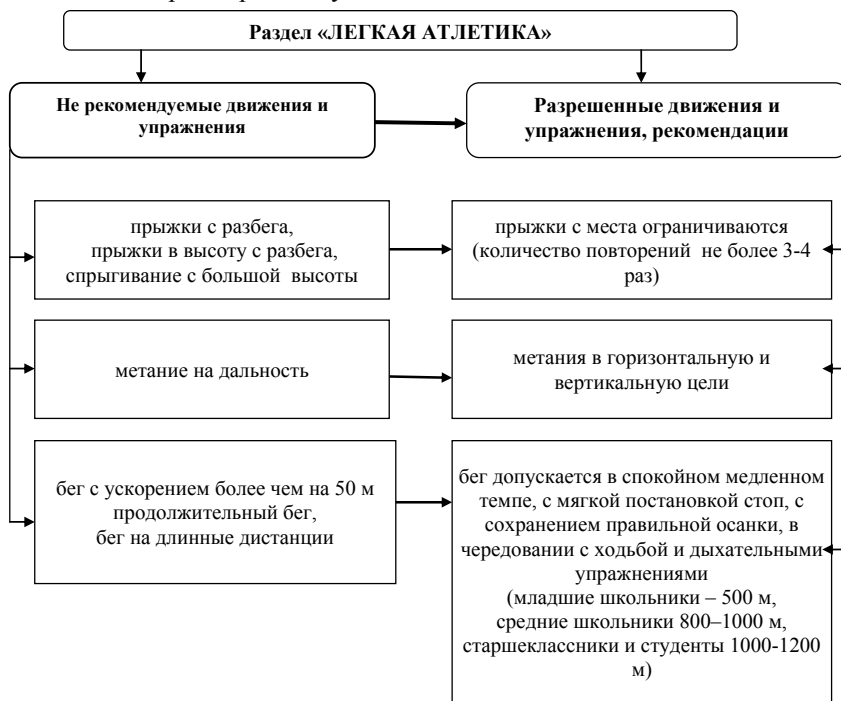 Раздел «ЛЕГКАЯ АТЛЕТИКА»
Не рекомендуемые движения и
упражнения
Разрешенные движения и
упражнения, рекомендации
прыжки с разбега,
прыжки в высоту с разбега,
спрыгивание с большой высоты
прыжки с места ограничиваются
(количество повторений не более 3-4
раз)
метание на дальность
метания в горизонтальную и
вертикальную цели
бег с ускорением более чем на 50 м
продолжительный бег,
бег на длинные дистанции
бег допускается в спокойном медленном
темпе, с мягкой постановкой стоп, с
сохранением правильной осанки, в
чередовании с ходьбой и дыхательными
упражнениями
(младшие школьники – 500 м,
средние школьники 800–1000 м,
старшеклассники и студенты 1000-1200
м)